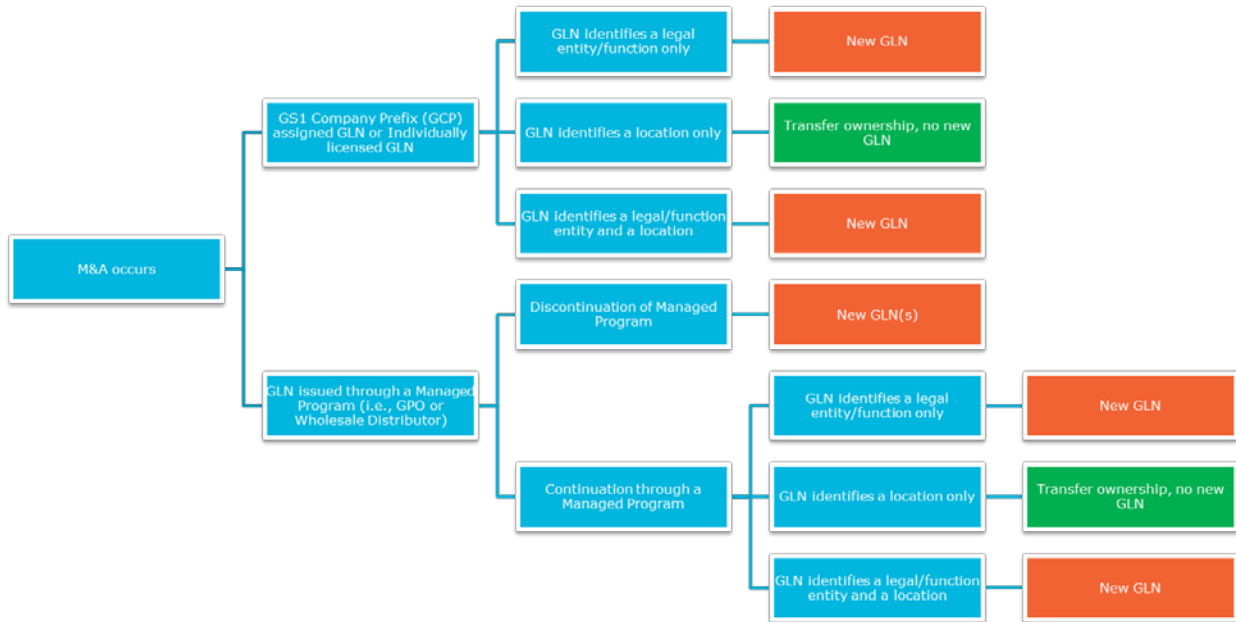 M&A occurs
GS1 Company Prefix (GCP)
assigned GLN or Individually
licensed GLN
GLN identifies a legal
entity/function only
New GLN
GLN identifies a location only
Transfer ownership, no new
GLN
GLN identifies a legal/function
entity and a location
New GLN
GLN issued through a Managed
Program (i.e., GPO or
Wholesale Distributor)
Discontinuation of Managed
Program
New GLN(s)
Continuation through a
Managed Program
GLN identifies a legal
entity/function only
New GLN
GLN identifies a location only
Transfer ownership, no new
GLN
GLN identifies a legal/function
entity and a location
New GLN